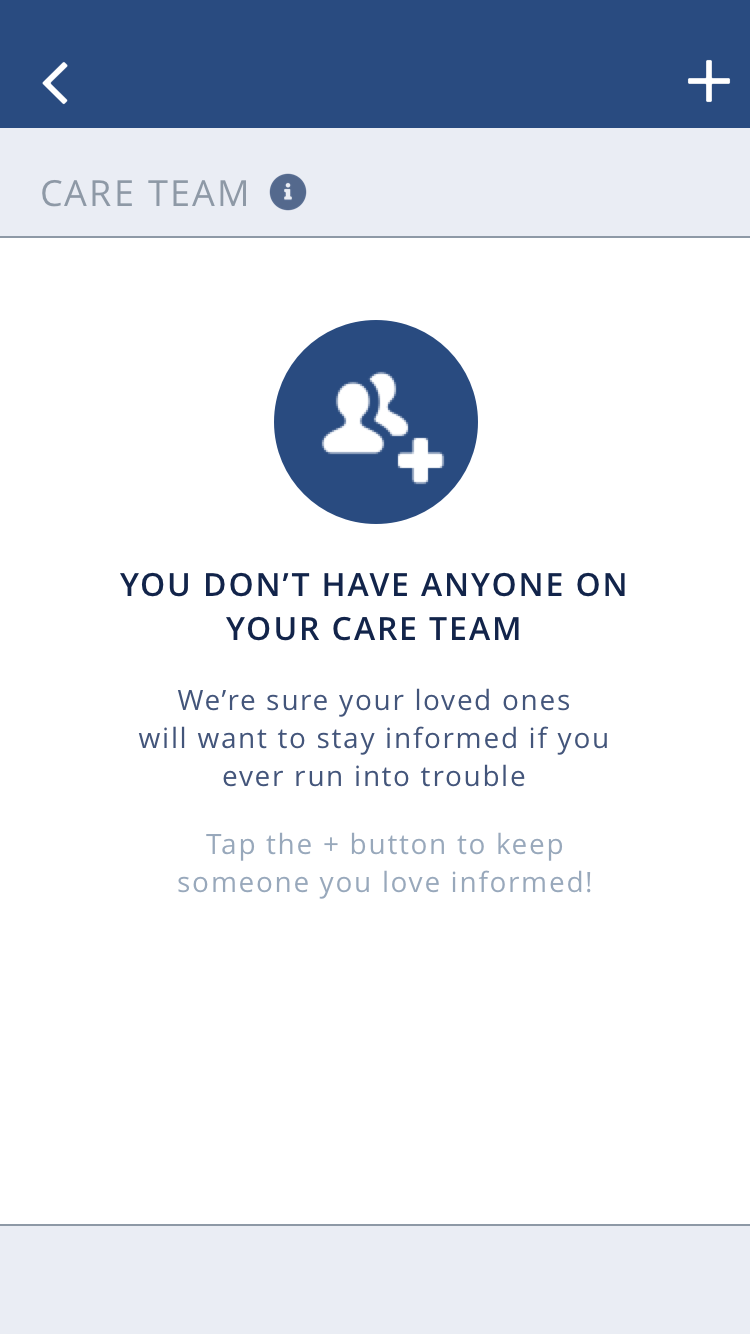 CARE TEAM
YOU DON’T HAVE ANYONE ON
YOUR CARE TEAM
We’re sure your loved ones
will want to stay informed if you
ever run into trouble
Tap the + button to keep
someone you love informed!